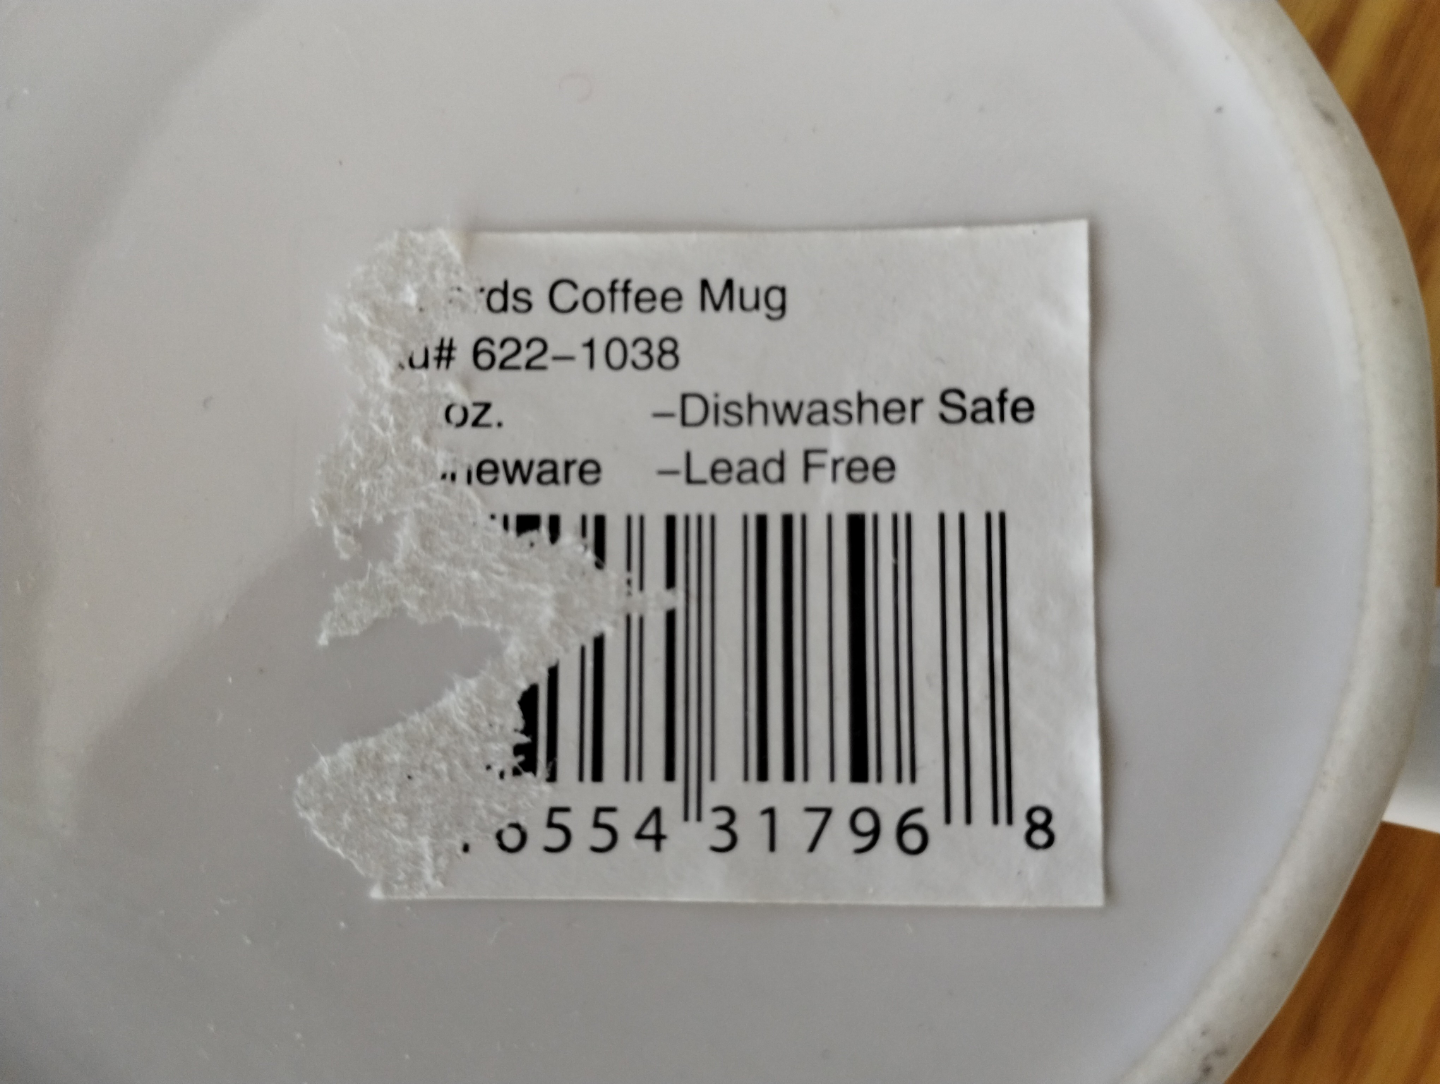 Coffee Mug
# 622–1038
oz. –Dishwasher Safe
–Lead Free
554 31796 8